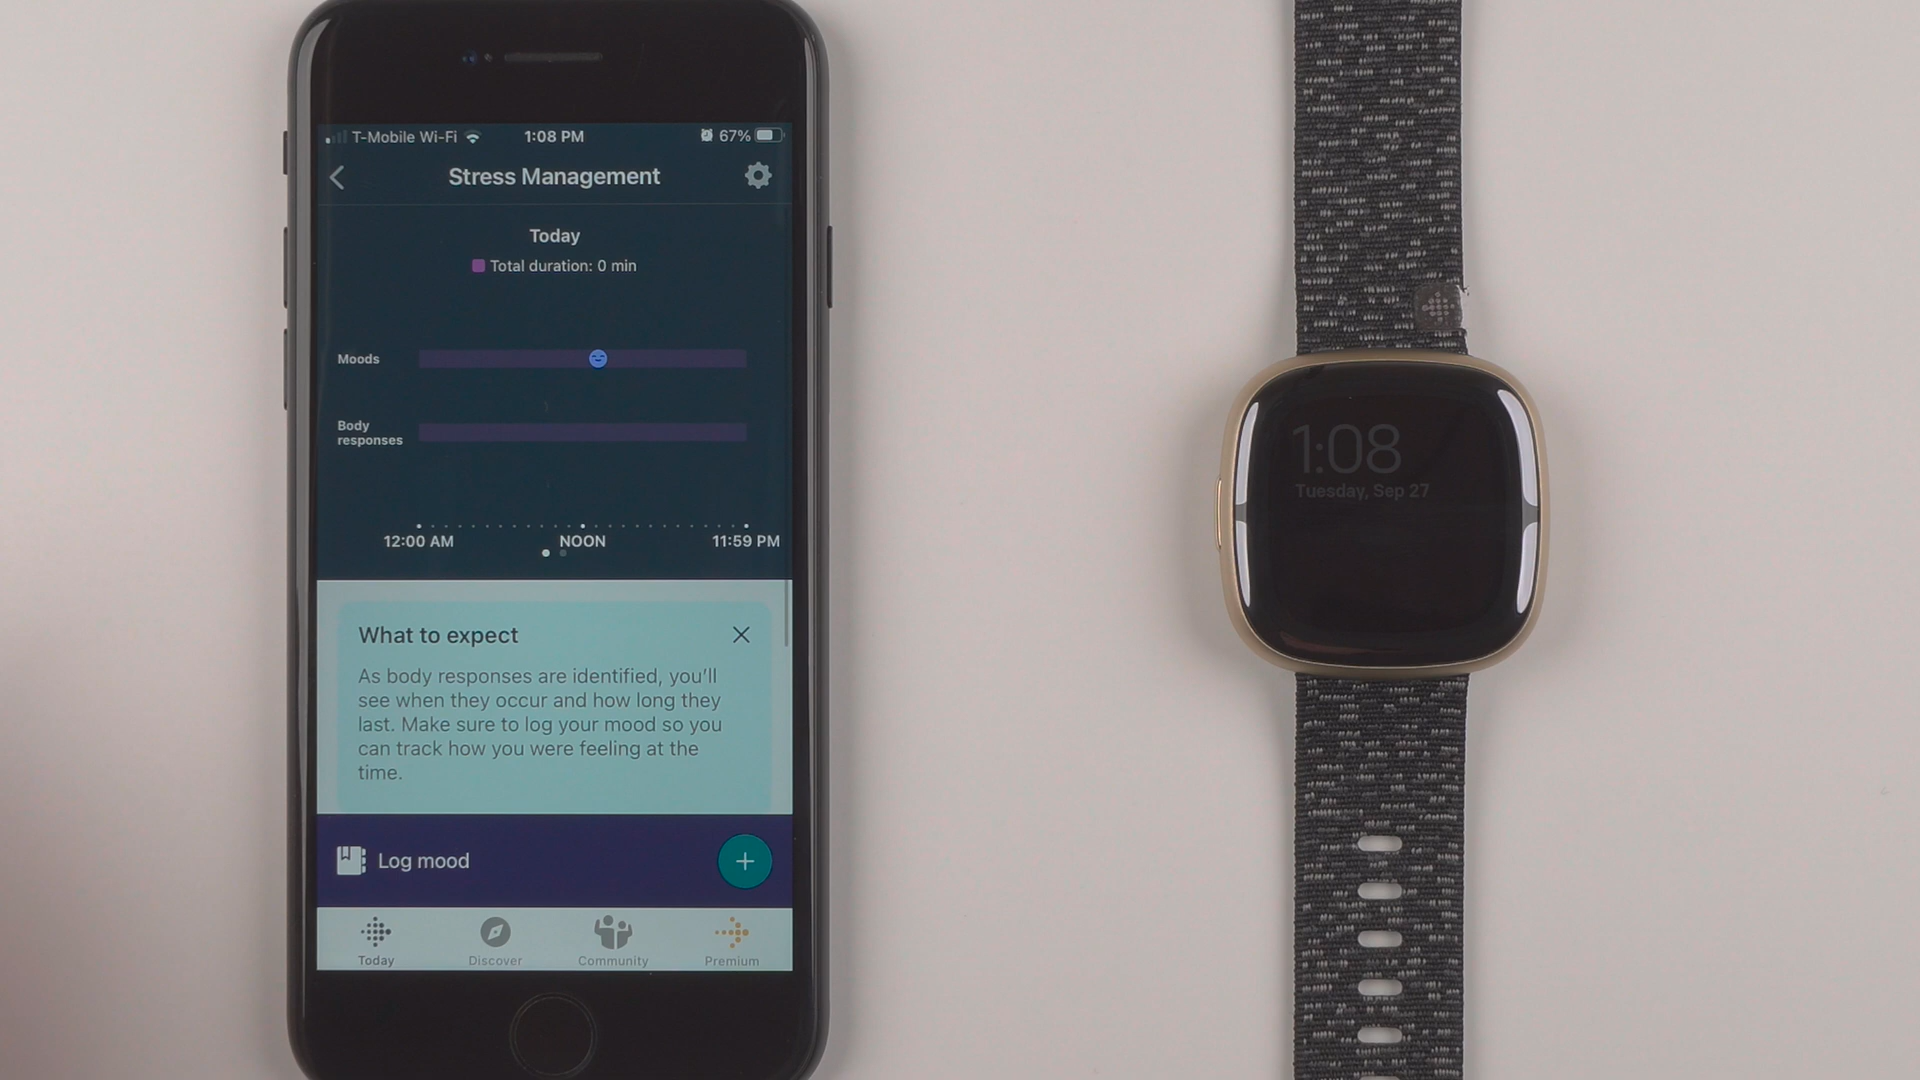 T-Mobile Wi-Fi 1:08 PM 67%
Stress Management
Today
Total duration: 0 min
Moods
Body
responses
12:00 AM NOON 11:59 PM
What to expect
As body responses are identified, you'll
see when they occur and how long they
last. Make sure to log your mood so you
can track how you were feeling at the
time.
Log mood
Today Discover Community Premium
1:08
Tuesday, Sep 27